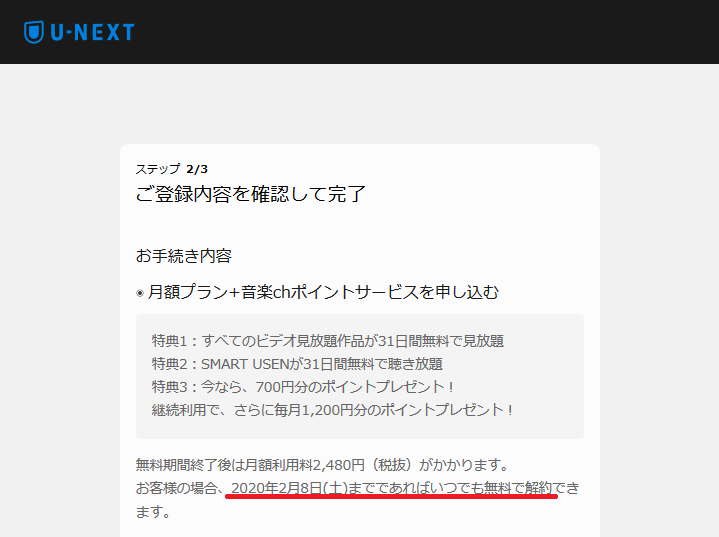 U-NEXT
ステップ 2/3
ご登録内容を確認して完了
お手続き内容
月額プラン+音楽chポイントサービスを申し込む
特典1：すべてのビデオ見放題作品が31日間無料で見放題
特典2：SMART USENが31日間無料で聴き放題
特典3：今なら、700円分のポイントプレゼント！
継続利用で、さらに毎月1,200円分のポイントプレゼント！
無料期間終了後は月額利用料2,480円（税抜）がかかります。
お客様の場合、2020年2月8日(土)までであればいつでも無料で解約でき
ます。